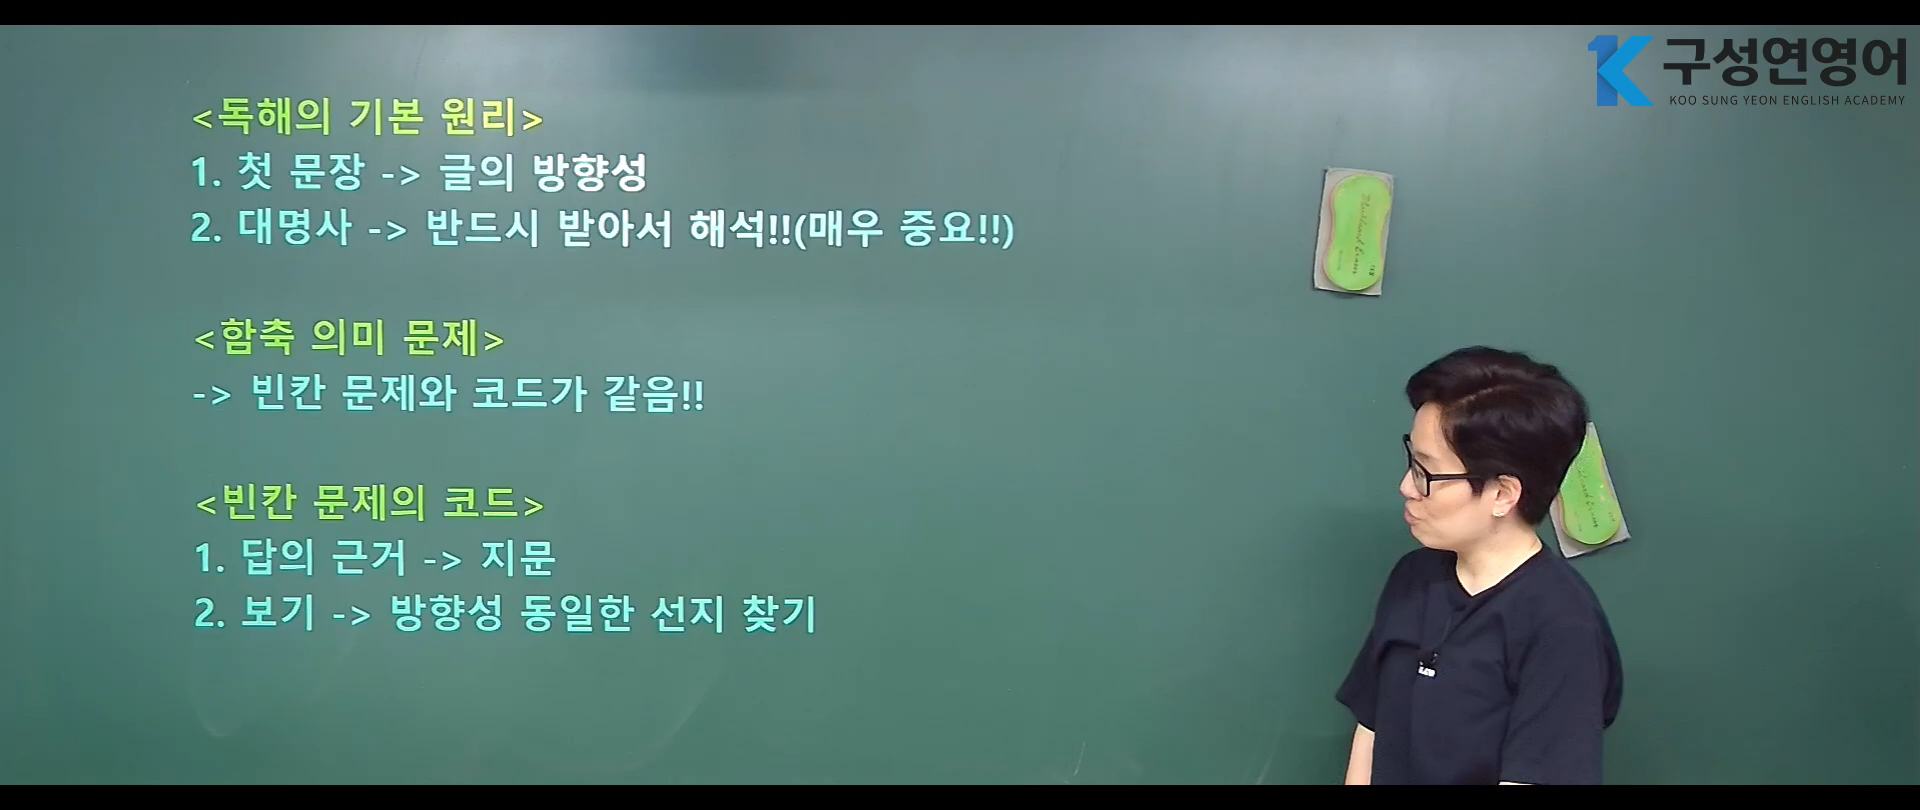 구성연영어
KOO SUNG YEON ENGLISH ACADEMY
<독해의 기본 원리>
1. 첫 문장 -> 글의 방향성
2. 대명사 -> 반드시 받아서 해석!!(매우 중요!!)
<함축 의미 문제>
-> 빈칸 문제와 코드가 같음!!
<빈칸 문제의 코드>
1. 답의 근거 -> 지문
2. 보기 -> 방향성 동일한 선지 찾기